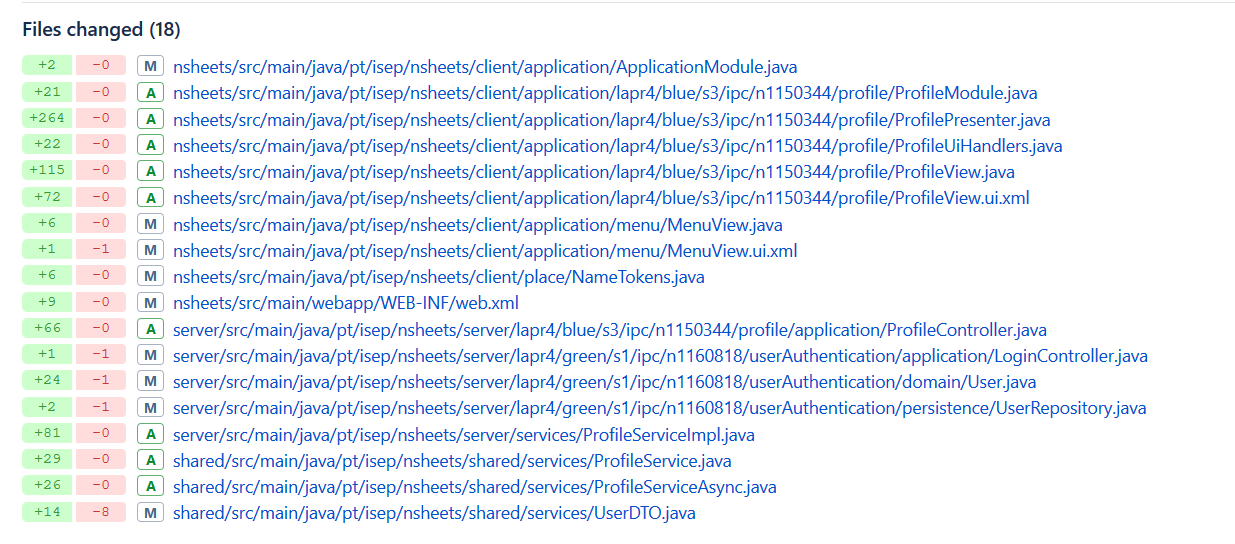 Files changed (18)
+2 −0 M nsheets/src/main/java/pt/isep/nsheets/client/application/ApplicationModule.java
+21 −0 A nsheets/src/main/java/pt/isep/nsheets/client/application/lapr4/blue/s3/ipc/n1150344/profile/ProfileModule.java
+264 −0 A nsheets/src/main/java/pt/isep/nsheets/client/application/lapr4/blue/s3/ipc/n1150344/profile/ProfilePresenter.java
+22 −0 A nsheets/src/main/java/pt/isep/nsheets/client/application/lapr4/blue/s3/ipc/n1150344/profile/ProfileUiHandlers.java
+115 −0 A nsheets/src/main/java/pt/isep/nsheets/client/application/lapr4/blue/s3/ipc/n1150344/profile/ProfileView.java
+72 −0 A nsheets/src/main/java/pt/isep/nsheets/client/application/lapr4/blue/s3/ipc/n1150344/profile/ProfileView.ui.xml
+6 −0 M nsheets/src/main/java/pt/isep/nsheets/client/application/menu/MenuView.java
+1 −1 M nsheets/src/main/java/pt/isep/nsheets/client/application/menu/MenuView.ui.xml
+6 −0 M nsheets/src/main/java/pt/isep/nsheets/client/place/NameTokens.java
+9 −0 M nsheets/src/main/webapp/WEB-INF/web.xml
+66 −0 A server/src/main/java/pt/isep/nsheets/server/lapr4/blue/s3/ipc/n1150344/profile/application/ProfileController.java
+1 −1 M server/src/main/java/pt/isep/nsheets/server/lapr4/green/s1/ipc/n1160818/userAuthentication/application/LoginController.java
+24 −1 M server/src/main/java/pt/isep/nsheets/server/lapr4/green/s1/ipc/n1160818/userAuthentication/domain/User.java
+2 −1 M server/src/main/java/pt/isep/nsheets/server/lapr4/green/s1/ipc/n1160818/userAuthentication/persistence/UserRepository.java
+81 −0 A server/src/main/java/pt/isep/nsheets/server/services/ProfileServiceImpl.java
+29 −0 A shared/src/main/java/pt/isep/nsheets/shared/services/ProfileService.java
+26 −0 A shared/src/main/java/pt/isep/nsheets/shared/services/ProfileServiceAsync.java
+14 −8 M shared/src/main/java/pt/isep/nsheets/shared/services/UserDTO.java